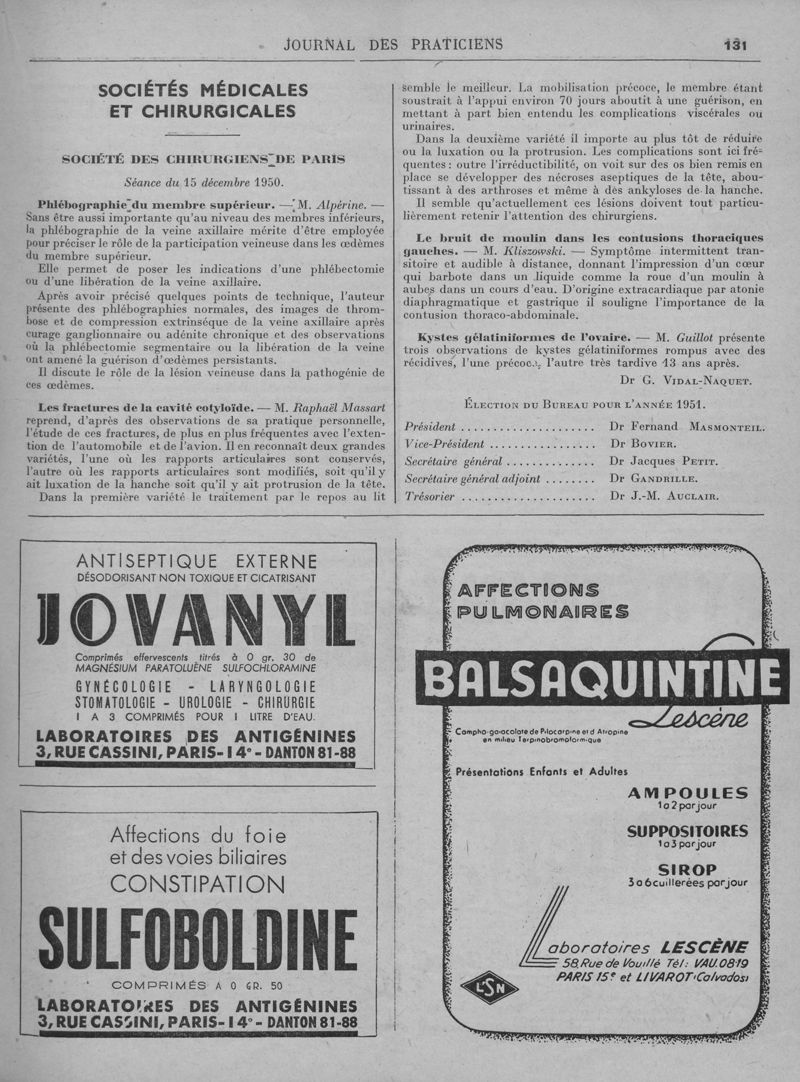 JOURNAL DES PRATICIENS
131
SOCIÉTÉS MÉDICALES
ET CHIRURGICALES
SOCIÉTÉ DES CHIRURGIENS DE PARIS
Séance du 15 décembre 1950.
Phlébographie du membre supérieur. — M. Alpérine. —
Sans être aussi importante qu'au niveau des membres inférieurs,
la phlébographie de la veine axillaire mérite d'être employée
pour préciser le rôle de la participation veineuse dans les œdèmes
du membre supérieur.
Elle permet de poser les indications d'une phlébectomie
ou d'une libération de la veine axillaire.
Après avoir précisé quelques points de technique, l'auteur
présente des phlébographies normales, des images de throm-
bose et de compression extrinséque de la veine axillaire après
curage ganglionnaire ou adénite chronique et des observations
où la phlébectomie segmentaire ou la libération de la veine
ont amené la guérison d'œdèmes persistants.
Il discute le rôle de la lésion veineuse dans la pathogénie de
ces œdèmes.
Les fractures de la cavité cotyloïde. — M. Raphaël Massart
reprend, d'après des observations de sa pratique personnelle,
l'étude de ces fractures, de plus en plus fréquentes avec l'exten-
tion de l'automobile et de l'avion. Il en reconnaît deux grandes
variétés, l'une où les rapports articulaires sont conservés,
l'autre où les rapports articulaires sont modifiés, soit qu'il y
ait luxation de la hanche soit qu'il y ait protrusion de la tête.
Dans la première variété le traitement par le repos au lit
semble le meilleur. La mobilisation précoce, le membre étant
soustrait à l'appui environ 70 jours aboutit à une guérison, en
mettant à part bien entendu les complications viscérales ou
urinaires.
Dans la deuxième variété il importe au plus tôt de réduire
ou la luxation ou la protrusion. Les complications sont ici fré-
quentes : outre l'irréductibilité, on voit sur des os bien remis en
place se développer des nécroses aseptiques de la tête, abou-
tissant à des arthroses et même à des ankyloses de la hanche.
Il semble qu'actuellement ces lésions doivent tout particu-
lièrement retenir l'attention des chirurgiens.
Le bruit de moulin dans les contusions thoraciques
gauches. — M. Kliszowski. — Symptôme intermittent tran-
sitoire et audible à distance, donnant l'impression d'un cœur
qui barbote dans un liquide comme la roue d'un moulin à
aubes dans un cours d'eau. D'origine extracardiaque par atonie
diaphragmatique et gastrique il souligne l'importance de la
contusion thoraco-abdominale.
Kystes gélatiniformes de l'ovaire. — M. Guillot présente
trois observations de kystes gélatiniformes rompus avec des
récidives, l'une précoce, l'autre très tardive 13 ans après.
Dr G. VIDAL-NAQUET.
ÉLECTION DU BUREAU POUR L'ANNÉE 1951.
Président ..................... Dr Fernand MASMONTEIL.
Vice-Président ................. Dr BOVIER.
Secrétaire général .............. Dr Jacques PETIT.
Secrétaire général adjoint ........ Dr GANDRILLE.
Trésorier ..................... Dr J.-M. AUCLAIR.
ANTISEPTIQUE EXTERNE
DÉSODORISANT NON TOXIQUE ET CICATRISANT
JOVANYL
Comprimés effervescents titrés à 0 gr. 30 de
MAGNÉSIUM PARATOLUÈNE SULFOCHLORAMINE
GYNÉCOLOGIE - LARYNGOLOGIE
STOMATOLOGIE - UROLOGIE - CHIRURGIE
1 A 3 COMPRIMÉS POUR 1 LITRE D'EAU.
LABORATOIRES DES ANTIGÉNINES
3, RUE CASSINI, PARIS-14e - DANTON 81-88
Affections du foie
et des voies biliaires
CONSTIPATION
SULFOBOLDINE
COMPRIMÉS A 0 GR. 50
LABORATOIRES DES ANTIGÉNINES
3, RUE CASSINI, PARIS-14e - DANTON 81-88
AFFECTIONS
PULMONAIRES
BALSAQUINTINE
Lescène
Campho-gaïacolate de Pilocarpine et d Atropine
en milieu Terpinobromoformique
Présentations Enfants et Adultes
AMPOULES
1 a 2 par jour
SUPPOSITOIRES
1 a 3 par jour
SIROP
3 a 6 cuillerées par jour
Laboratoires LESCÈNE
58, Rue de Vouillé Tél: VAU.08-19
PARIS 15e et LIVAROT (Calvados)
LSN